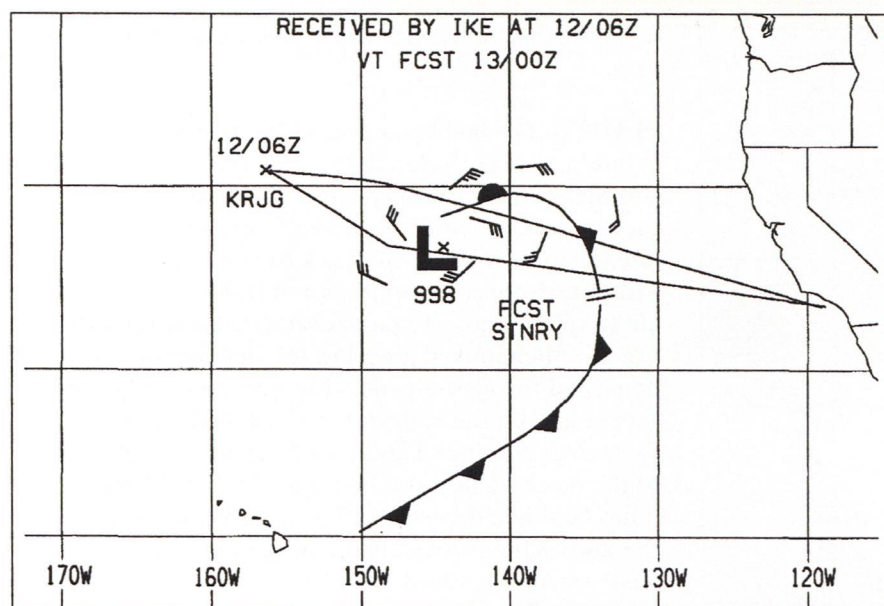 RECEIVED BY IKE AT 12/06Z
VT FCST 13/00Z
12/06Z
KRJG
L
998
FCST
STNRY
170W
160W
150W
140W
130W
120W